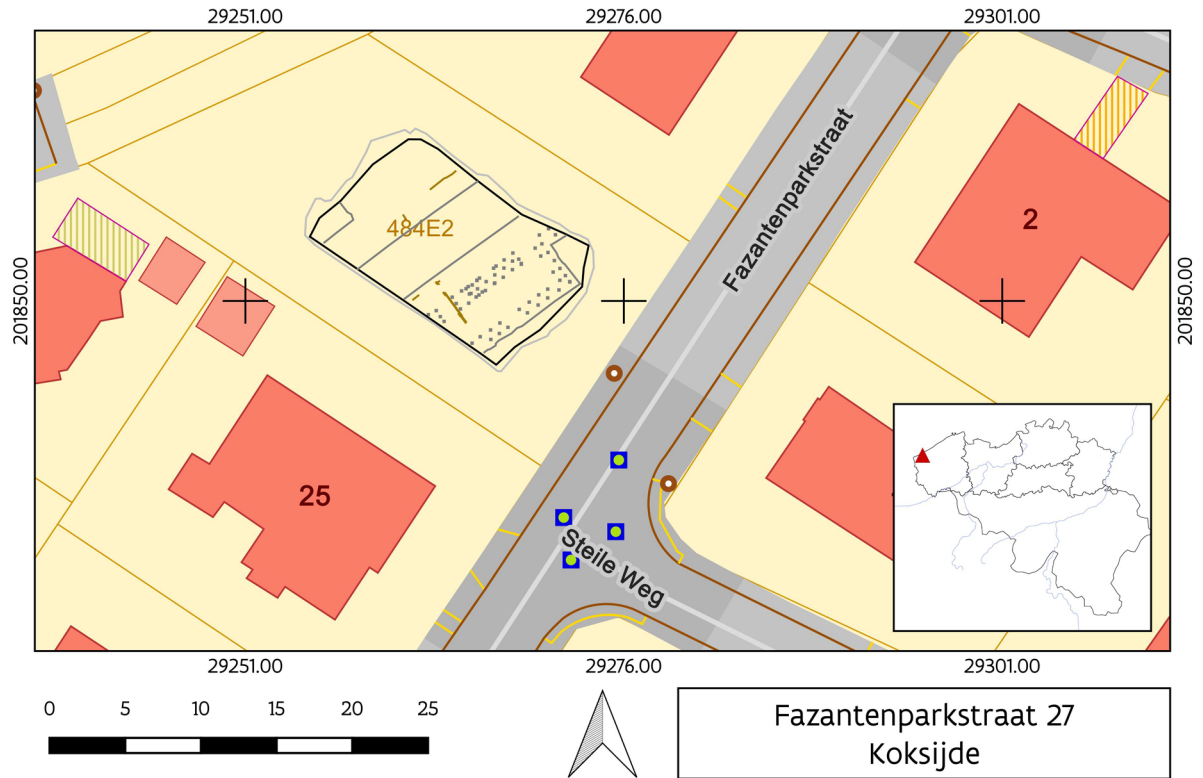 29251.00 29276.00 29301.00
Fazantenparkstraat
484E2
2
201850.00 201850.00
25
Steile Weg
29251.00 29276.00 29301.00
0 5 10 15 20 25
Fazantenparkstraat 27
Koksijde